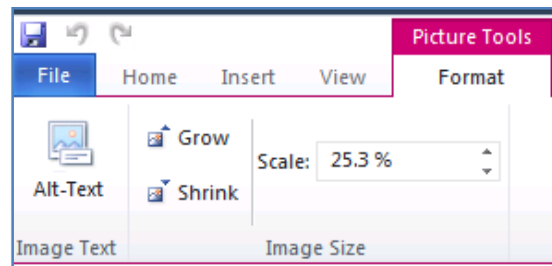 Picture Tools
File Home Insert View Format
Grow
Scale: 25.3 %
Alt-Text Shrink
Image Text Image Size